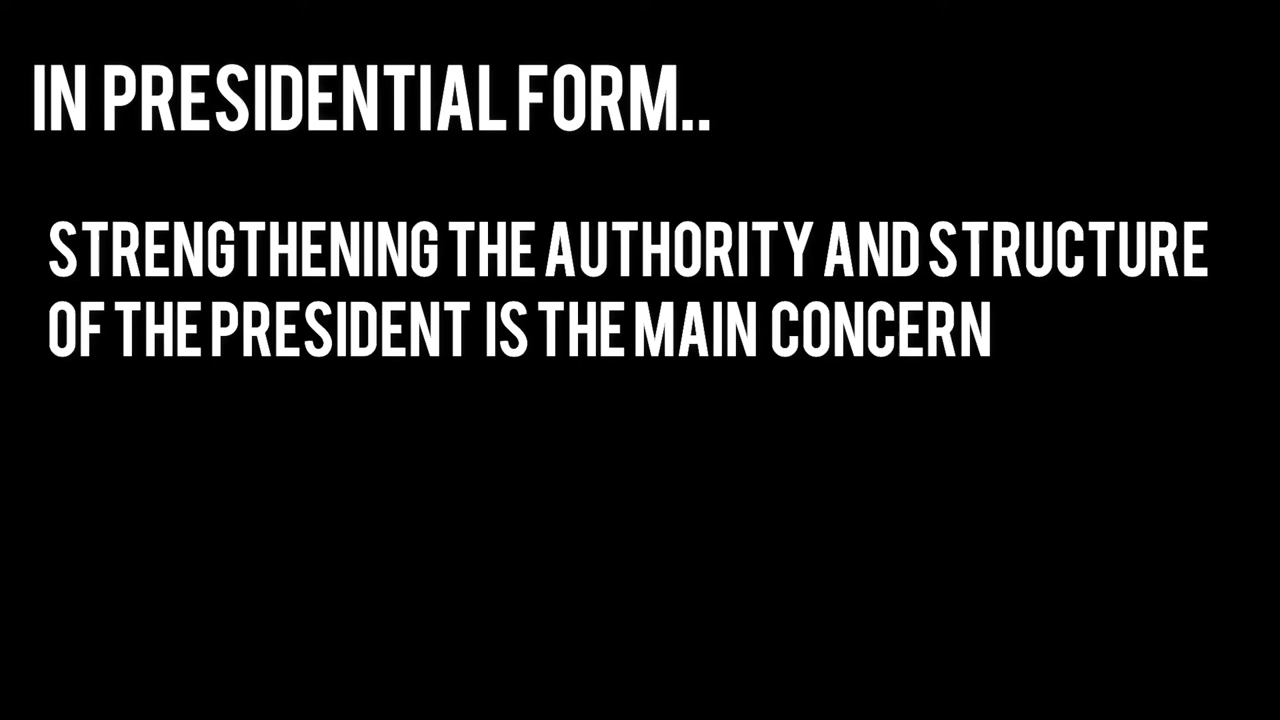 IN PRESIDENTIAL FORM..
STRENGTHENING THE AUTHORITY AND STRUCTURE
OF THE PRESIDENT IS THE MAIN CONCERN